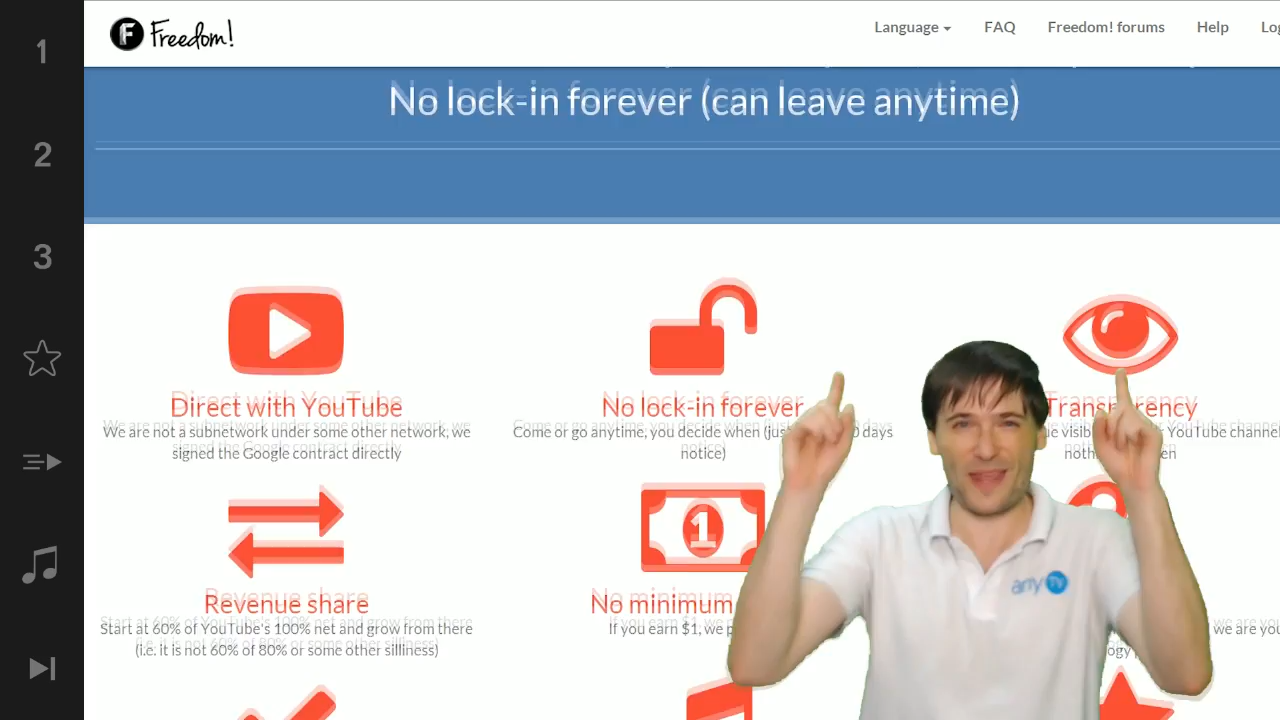 1
2
3
F Freedom!
Language
FAQ
Freedom! forums
Help
No lock-in forever (can leave anytime)
Direct with YouTube
We are not a subnetwork under some other network, we
signed the Google contract directly
No lock-in forever
Come or go anytime, you decide when (just days
notice)
YouTube channel
Revenue share
Start at 60% of YouTube's 100% net and grow from there
(i.e. it is not 60% of 80% or some other silliness)
1
No minimum
If you earn $1, we
we are
any TV